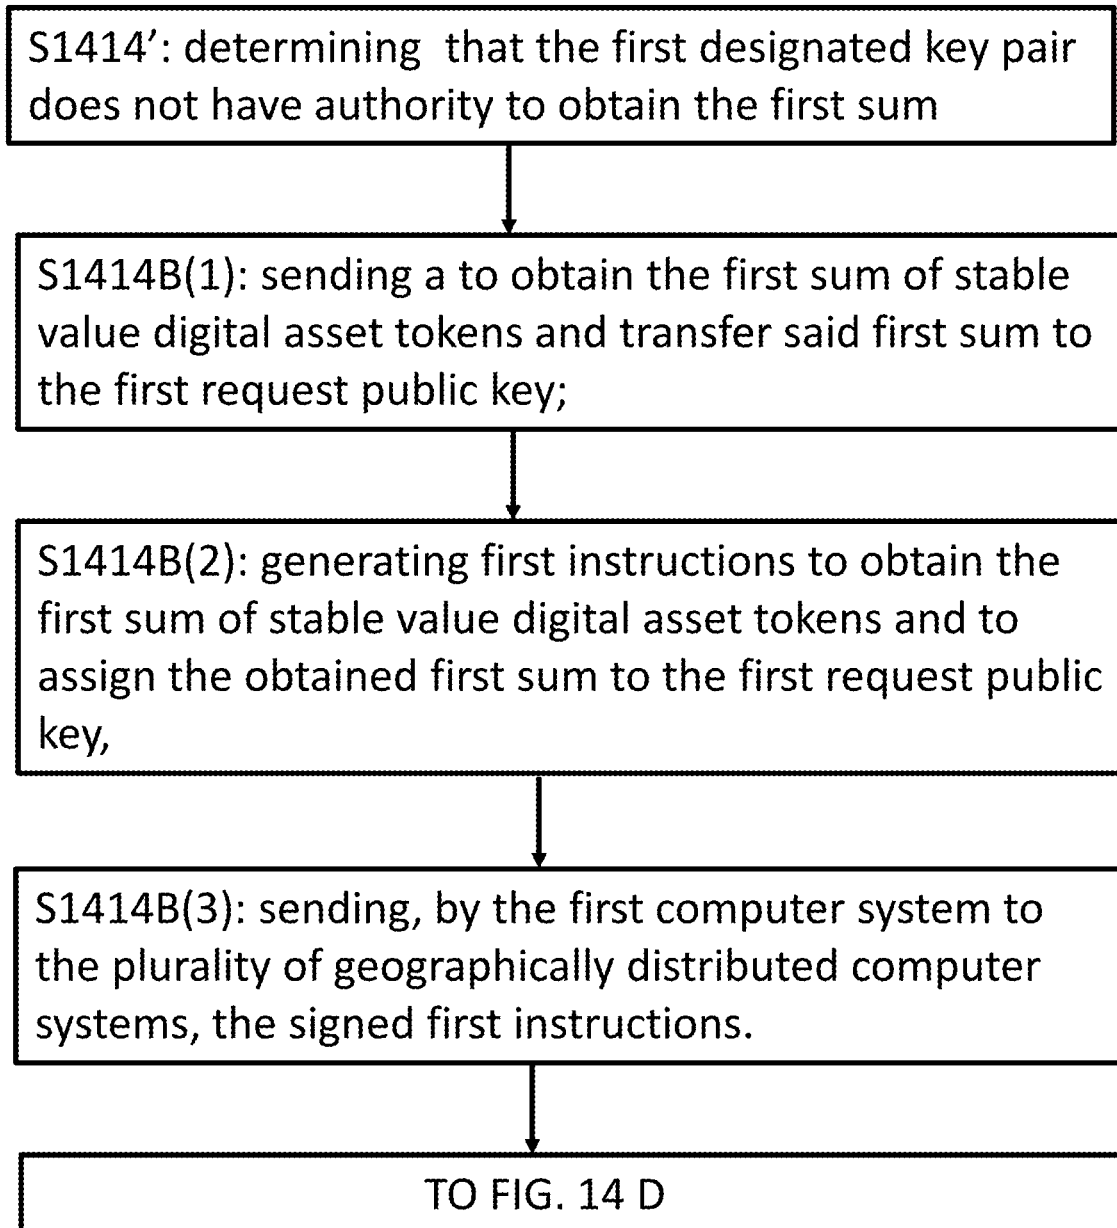 S1414’: determining  that the first designated key pair
does not have authority to obtain the first sum
S1414B(1): sending a to obtain the first sum of stable
value digital asset tokens and transfer said first sum to
the first request public key;
S1414B(2): generating first instructions to obtain the
first sum of stable value digital asset tokens and to
assign the obtained first sum to the first request public
key,
S1414B(3): sending, by the first computer system to
the plurality of geographically distributed computer
systems, the signed first instructions.
TO FIG. 14 D